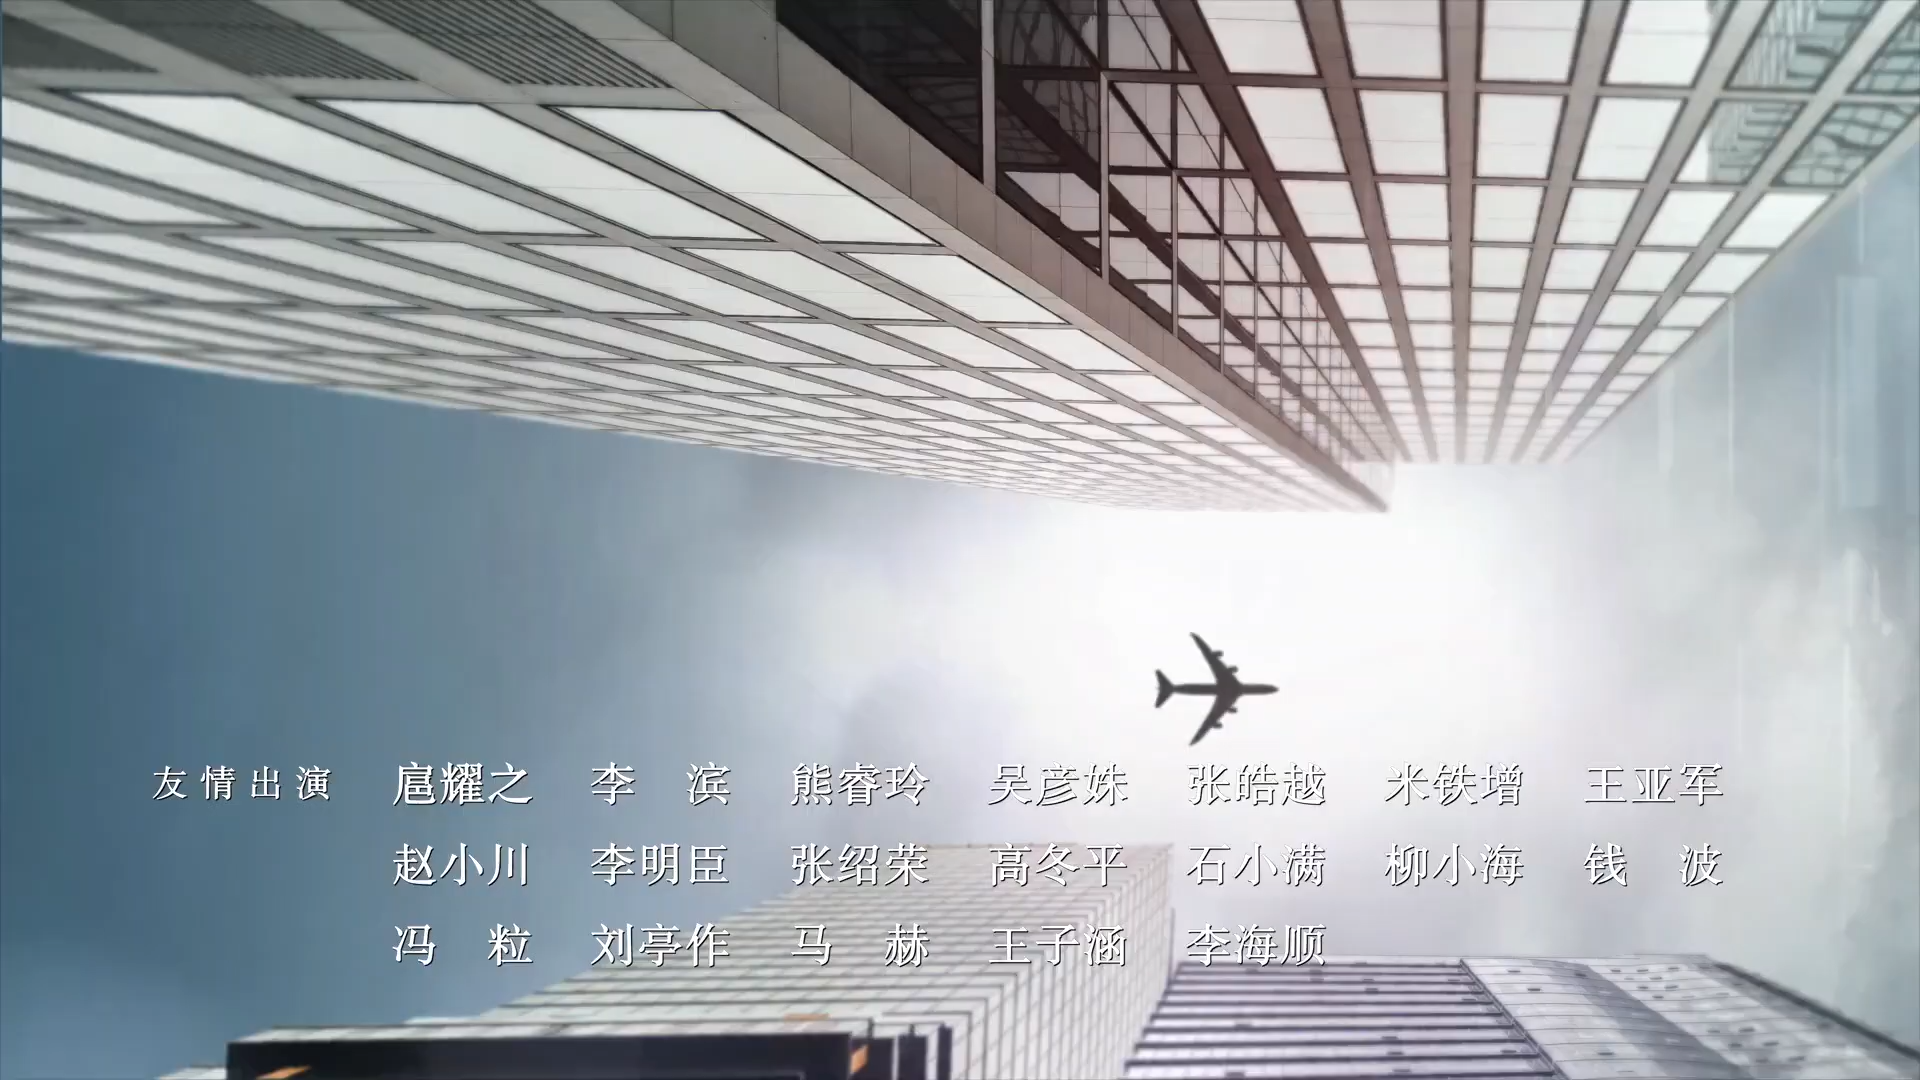 友情出演 扈耀之 李 滨 熊睿玲 吴彦姝 张皓越 米铁增 王亚军
赵小川 李明臣 张绍荣 高冬平 石小满 柳小海 钱 波
冯 粒 刘亭作 马 赫 王子涵 李海顺